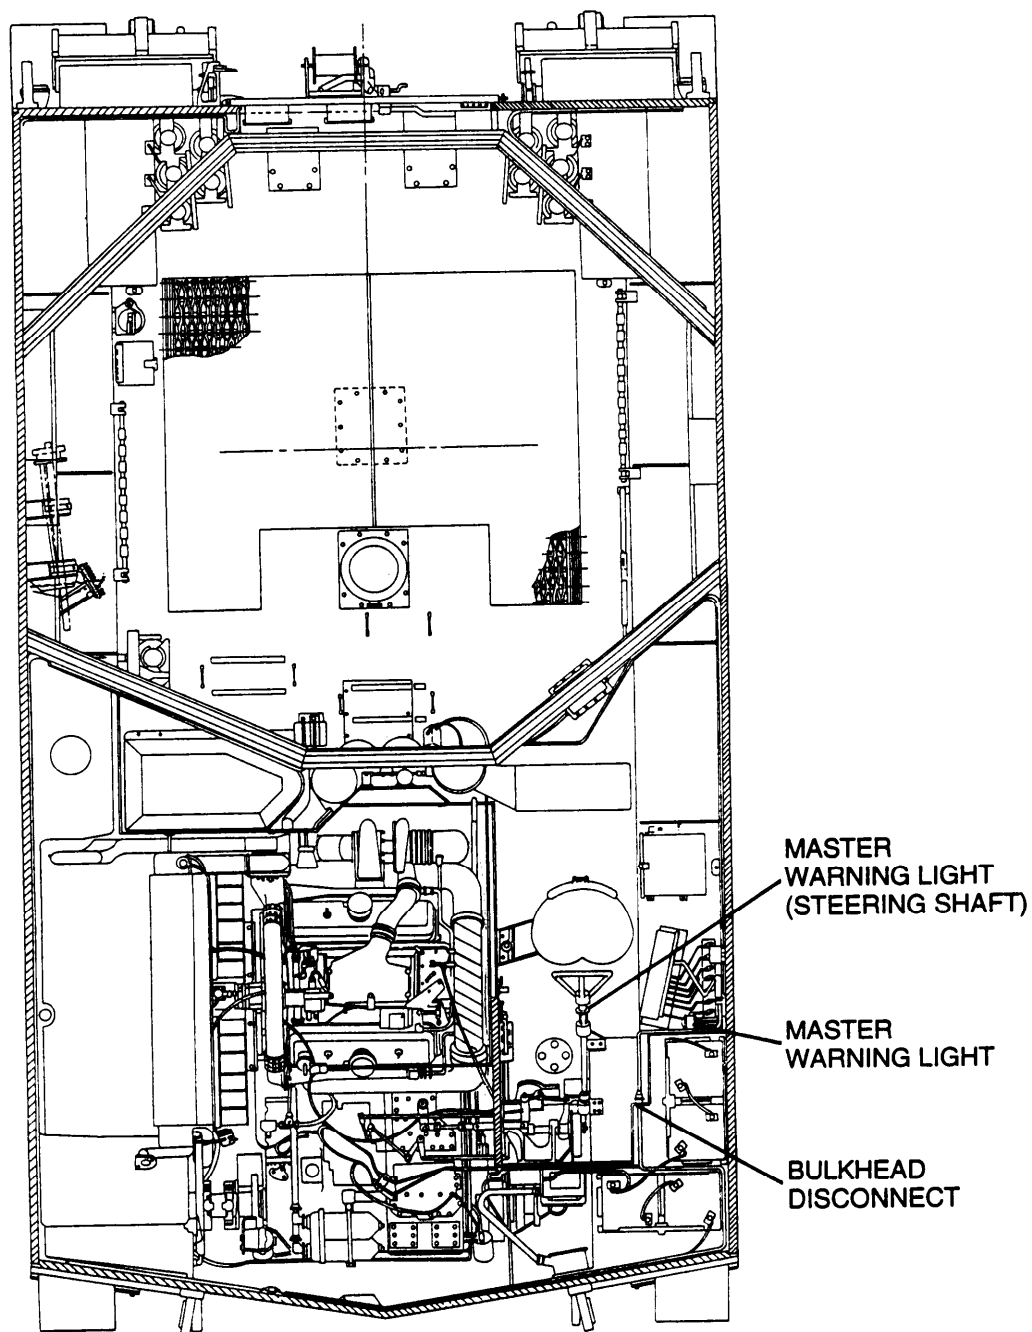 MASTER
WARNING LIGHT
(STEERING SHAFT)
MASTER
WARNING LIGHT
BULKHEAD
DISCONNECT